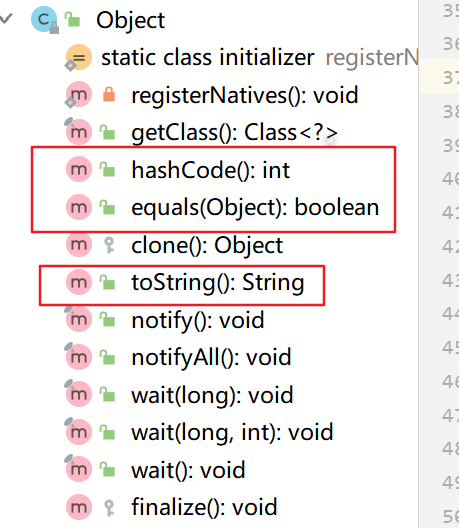 Object
static class initializer registerN
registerNatives(): void
getClass(): Class<?>
hashCode(): int
equals(Object): boolean
clone(): Object
toString(): String
notify(): void
notifyAll(): void
wait(long): void
wait(long, int): void
wait(): void
finalize(): void
35
36
37
38
39
40
41
42
43
44
45
46
47
48
49
50